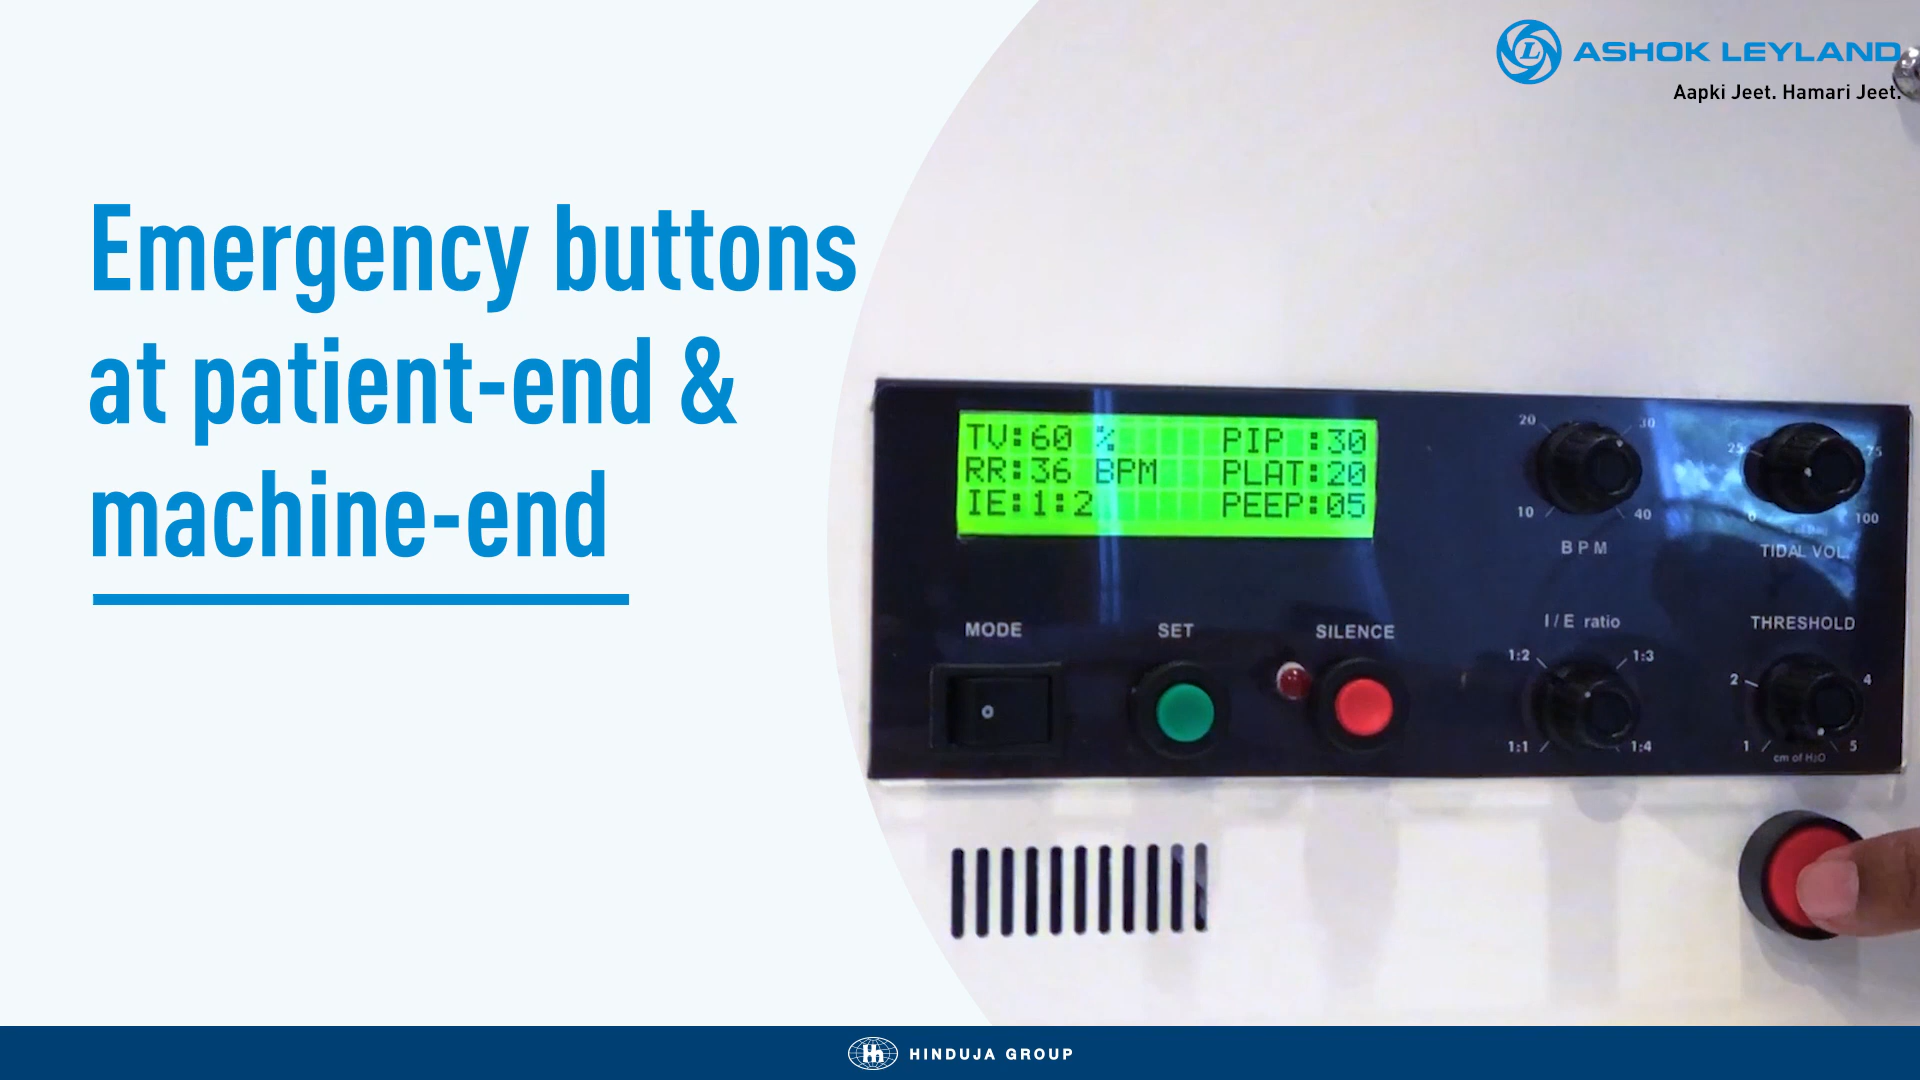 ASHOK LEYLAND
Aapki Jeet. Hamari Jeet.
Emergency buttons
at patient-end &
machine-end
TV:60 % PIP :30
RR:36 BPM PLAT:20
IE:1:2 PEEP:05
20 30
10 40
BPM
25 75
0 100
TIDAL VOL.
MODE SET SILENCE
I/E ratio
1:2 1:3
1:1 1:4
THRESHOLD
2 4
1 5
cm of H2O
HINDUJA GROUP